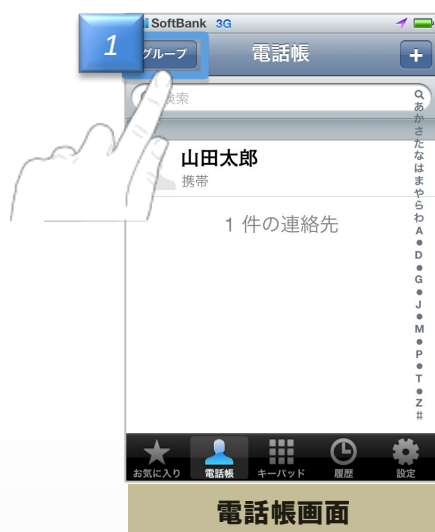 SoftBank 3G
1
グループ
電話帳
+
検索
あ
か
さ
た
な
は
ま
や
ら
わ
A
●
D
●
G
●
J
●
M
●
P
●
T
●
Z
#
山田太郎
携帯
1 件の連絡先
お気に入り
電話帳
キーパッド
履歴
設定
電話帳画面